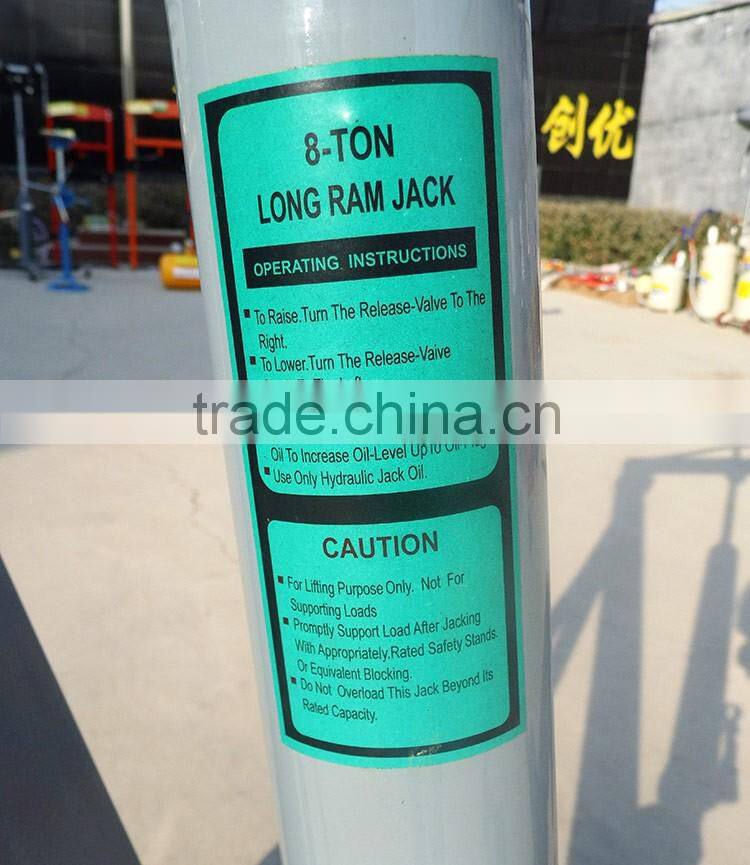 创优
8-TON
LONG RAM JACK
OPERATING INSTRUCTIONS
To Raise.Turn The Release-Valve To The
Right.
To Lower.Turn The Release-Vaive
trade.china.cn
Oil To Increase Oil-Level Up To Oil
Use Only Hydraulic Jack Oil.
CAUTION
For Lifting Purpose Only. Not For
Supporting Loads
Promptly Support Load After Jacking
With Appropriately.Rated Safety Stands.
Or Equivalent Blocking.
Do Not Overload This Jack Beyond Its
Rated Capacity.